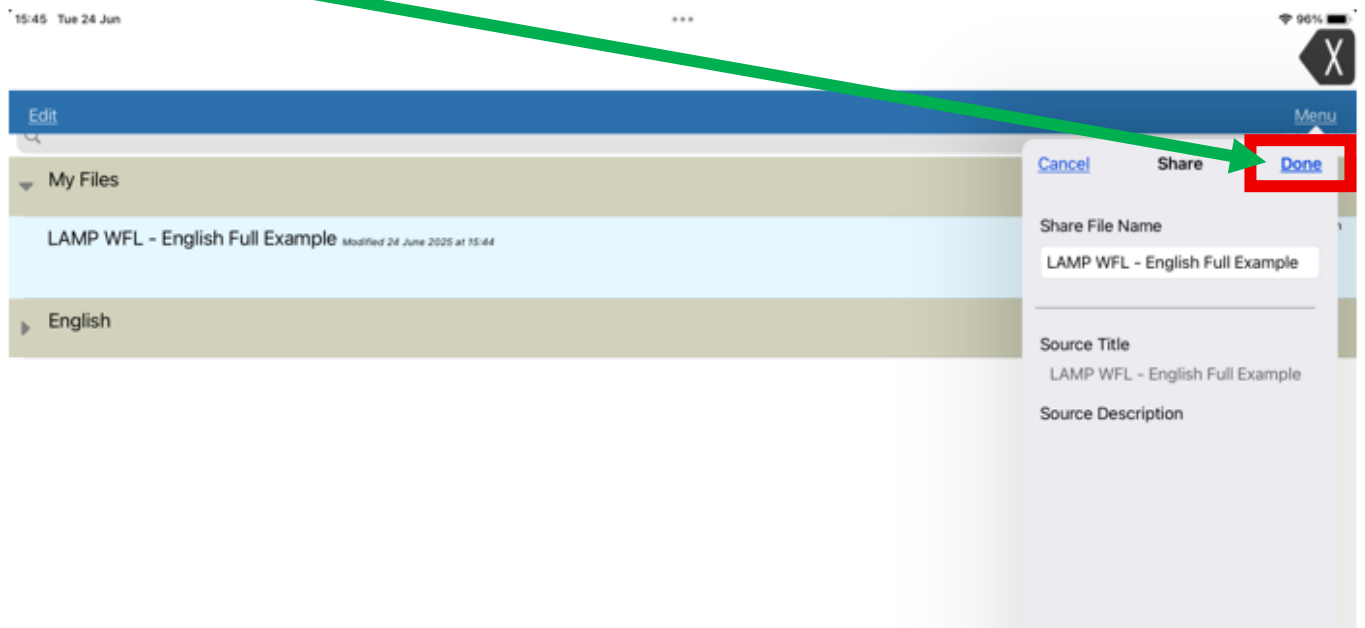 15:45 Tue 24 Jun
96%
X
Edit
Menu
Cancel Share Done
My Files
Share File Name
LAMP WFL - English Full Example Modified 24 June 2025 at 15:44
LAMP WFL - English Full Example
English
Source Title
LAMP WFL - English Full Example
Source Description